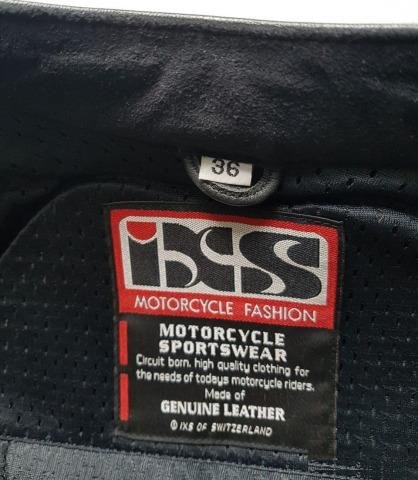 36
iXS
MOTORCYCLE FASHION
MOTORCYCLE
SPORTSWEAR
Circuit born, high quality clothing for
the needs of todays motorcycle riders.
Made of
GENUINE LEATHER
© IXS OF SWITZERLAND